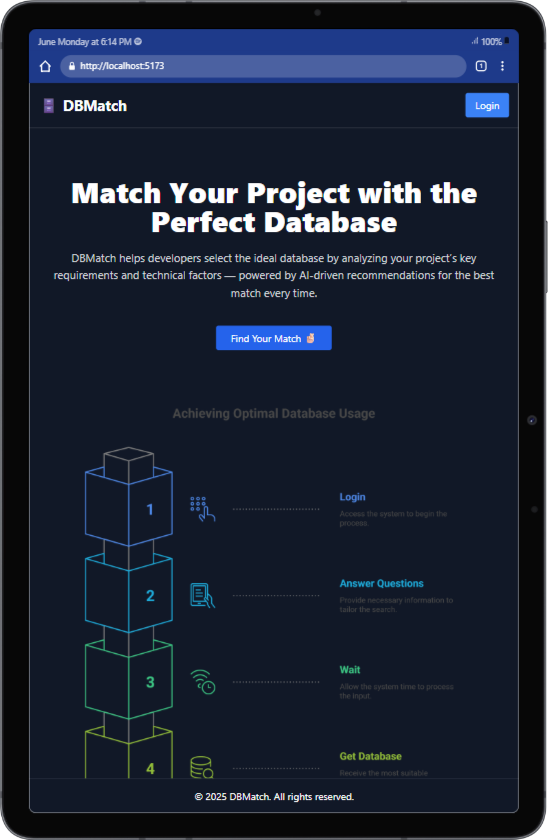 June Monday at 6:14 PM
100%
http://localhost:5173
1
DBMatch
Login
Match Your Project with the
Perfect Database
DBMatch helps developers select the ideal database by analyzing your project's key
requirements and technical factors — powered by AI-driven recommendations for the best
match every time.
Find Your Match
Achieving Optimal Database Usage
1
Login
Access the system to begin the
process.
2
Answer Questions
Provide necessary information to
tailor the search.
3
Wait
Allow the system time to process
the input.
4
Get Database
Receive the most suitable
© 2025 DBMatch. All rights reserved.